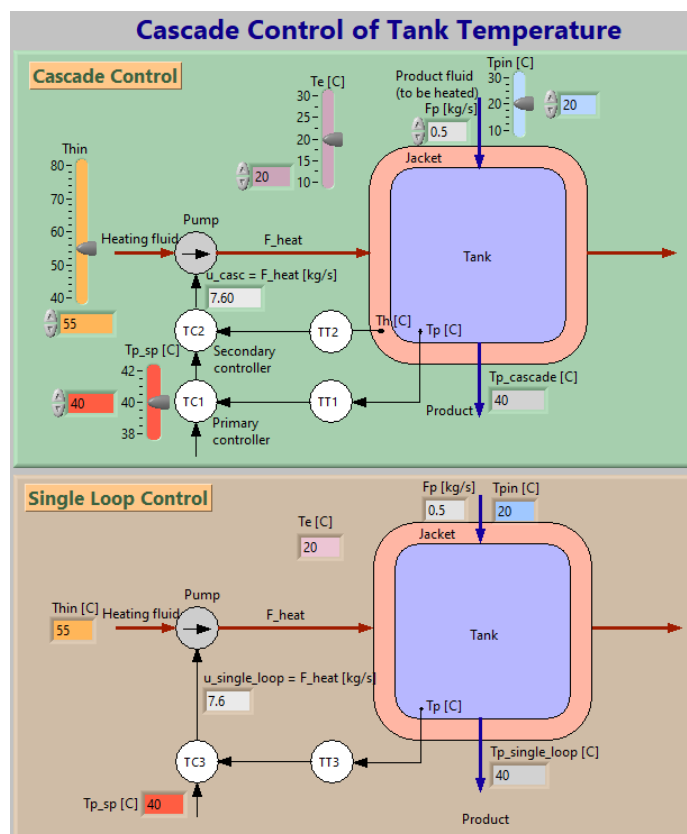 Cascade Control of Tank Temperature
Cascade Control
Te [C]
30
25
20
15
10
20
Product fluid
(to be heated)
Fp [kg/s]
0.5
Tpin [C]
30
20
10
20
Thin
80
70
60
50
40
55
Heating fluid
Pump
F_heat
Jacket
Tank
u_casc = F_heat [kg/s]
7.60
TC2
TT2
Th [C]
Tp [C]
Secondary
controller
Tp_sp [C]
42
40
38
40
TC1
TT1
Primary
controller
Product
Tp_cascade [C]
40
Single Loop Control
Fp [kg/s]
0.5
Tpin [C]
20
Te [C]
20
Jacket
Thin [C]
55
Heating fluid
Pump
F_heat
Tank
u_single_loop = F_heat [kg/s]
7.6
Tp [C]
TC3
TT3
Tp_single_loop [C]
40
Tp_sp [C]
40
Product